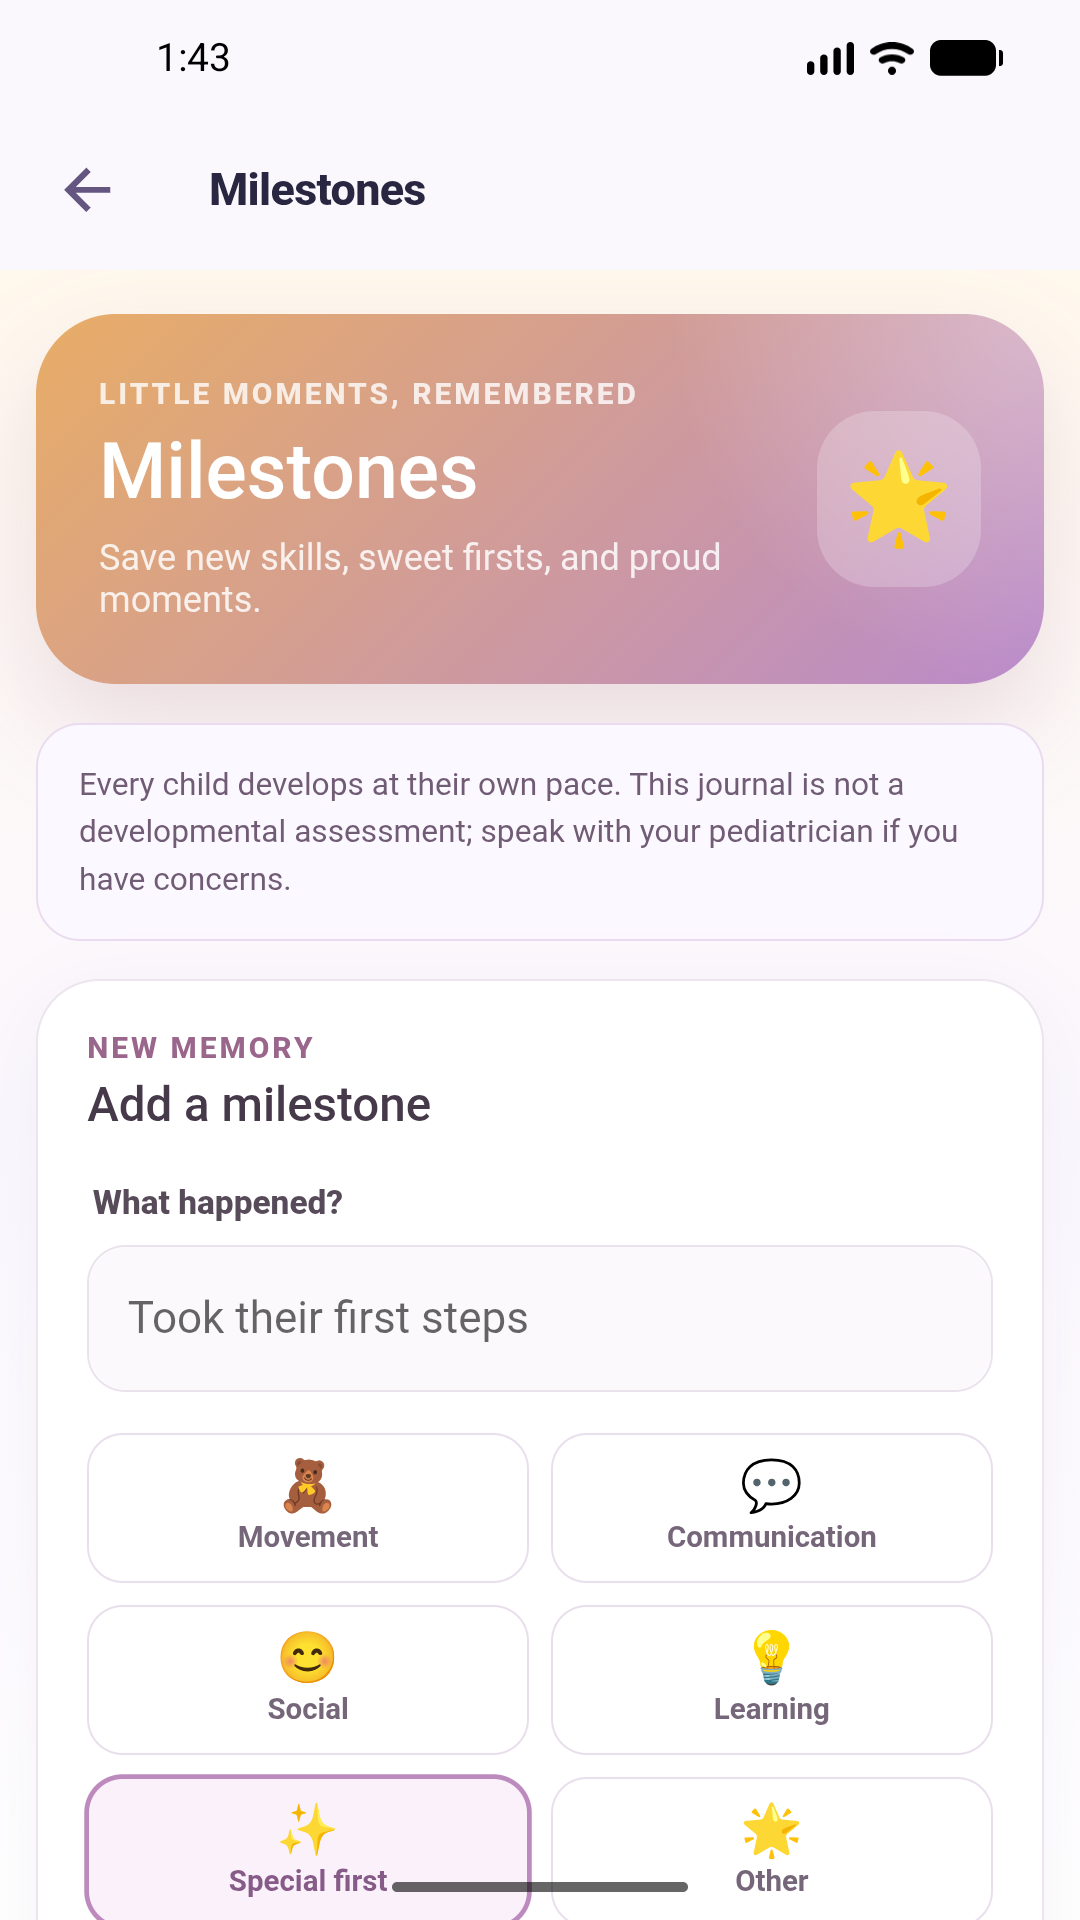 1:43
Milestones
LITTLE MOMENTS, REMEMBERED
Milestones
Save new skills, sweet firsts, and proud
moments.
Every child develops at their own pace. This journal is not a
developmental assessment; speak with your pediatrician if you
have concerns.
NEW MEMORY
Add a milestone
What happened?
Took their first steps
Movement
Communication
Social
Learning
Special first
Other